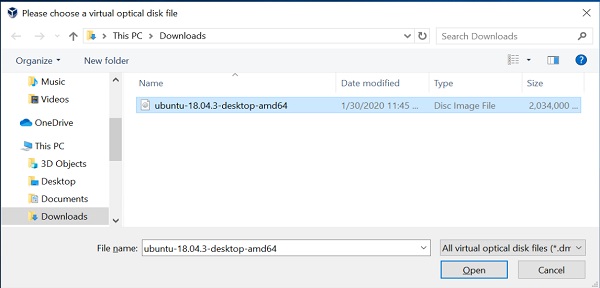 Please choose a virtual optical disk file
This PC > Downloads
Search Downloads
Organize New folder
Name Date modified Type Size
ubuntu-18.04.3-desktop-amd64 1/30/2020 11:45 ... Disc Image File 2,034,000 ...
Music
Videos
OneDrive
This PC
3D Objects
Desktop
Documents
Downloads
File name: ubuntu-18.04.3-desktop-amd64 All virtual optical disk files (*.dm
Open Cancel